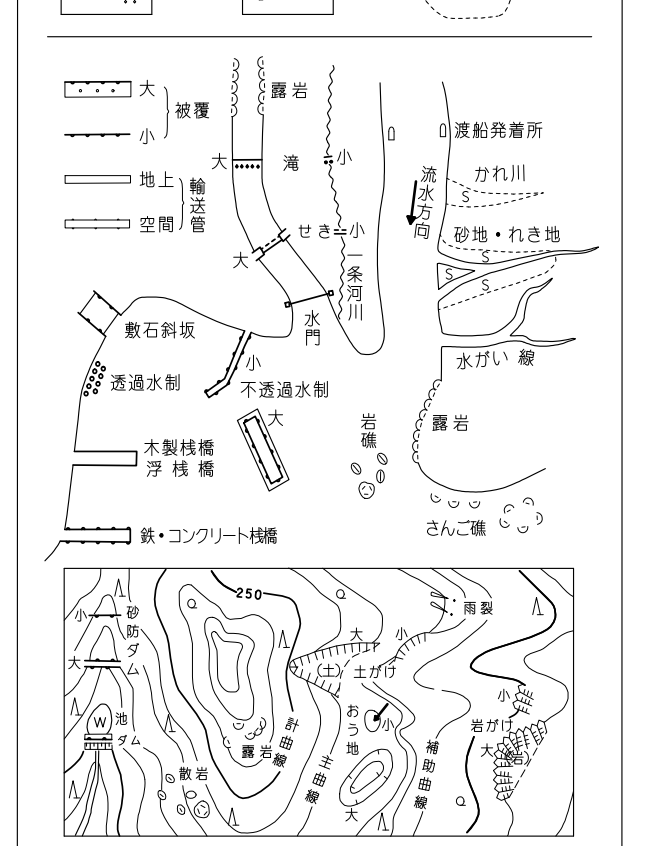 大
小
被覆
地上
空間
輸送管
露岩
大
滝
小
せき
小
大
一条河川
水門
渡船発着所
かれ川
S
流水方向
砂地・れき地
S
S
S
水がい線
露岩
敷石斜坂
透過水制
小
不透過水制
大
木製桟橋
浮桟橋
岩礁
さんご礁
鉄・コンクリート桟橋
小
砂防ダム
大
W
池
ダム
250
Q
Q
雨裂
大
小
(土)
土がけ
おう地
小
大
計曲線
主曲線
補助曲線
露岩
散岩
小
岩がけ
大
(岩)
Q